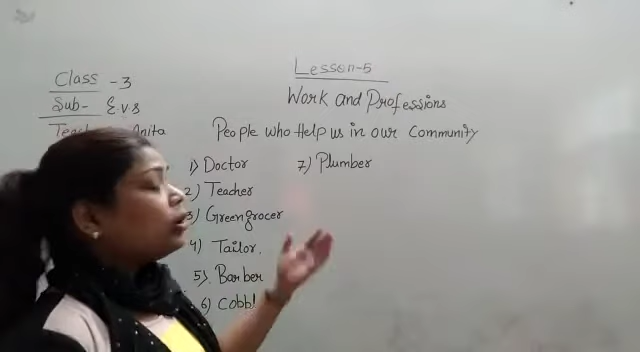 Lesson-5
Class - 3
Sub- E.V.S
Work and Professions
Anita
People who Help us in our Community
1) Doctor
2) Teacher
3) Greengrocer
4) Tailor.
5). Barber
6) Cobbl
7) Plumber